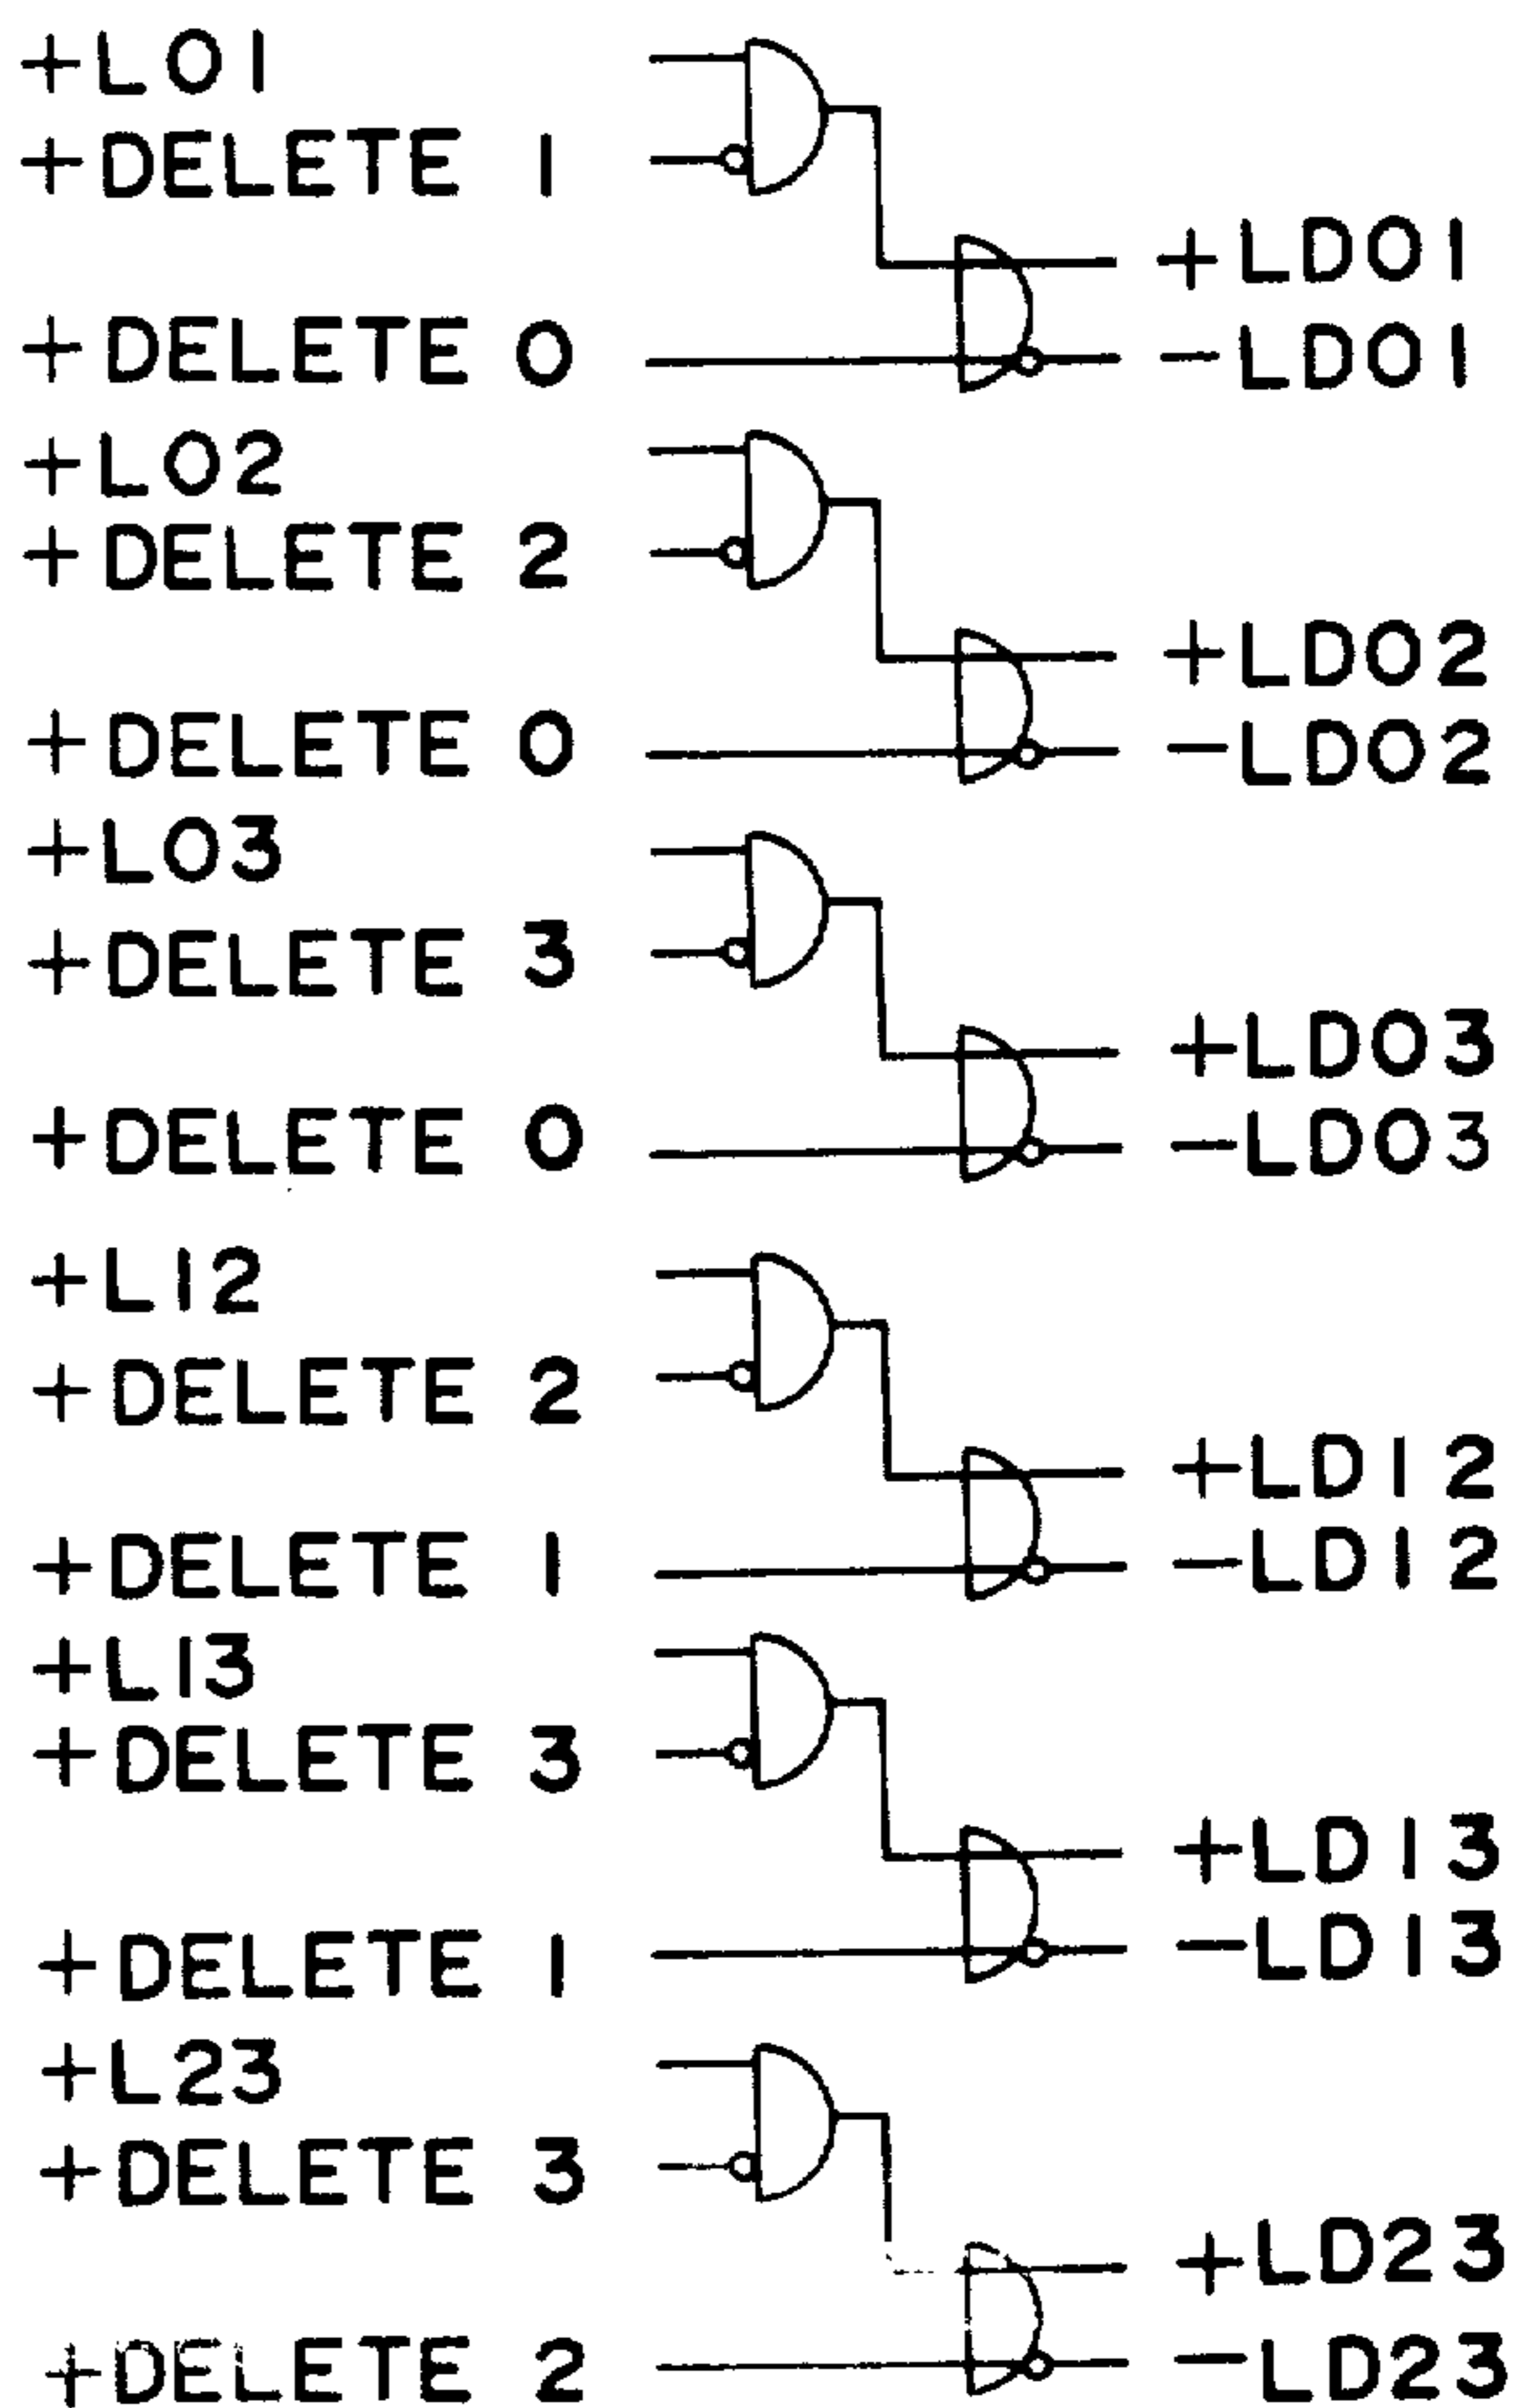 +L01
+DELETE 1
+LD01
+DELETE 0
-LD01
+L02
+DELETE 2
+LD02
+DELETE 0
-LD02
+L03
+DELETE 3
+LD03
+DELETE 0
-LD03
+L12
+DELETE 2
+LD12
+DELETE 1
-LD12
+L13
+DELETE 3
+LD13
+DELETE 1
-LD13
+L23
+DELETE 3
+LD23
+DELETE 2
-LD23